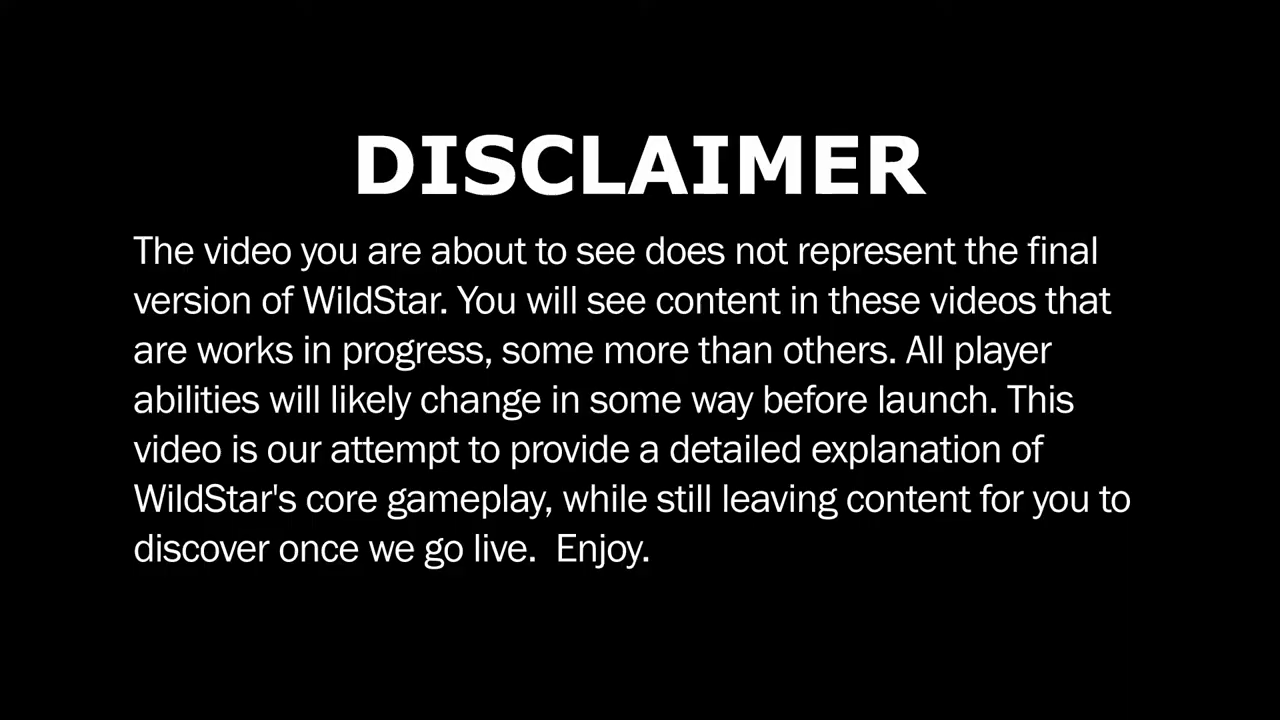 DISCLAIMER
The video you are about to see does not represent the final
version of WildStar. You will see content in these videos that
are works in progress, some more than others. All player
abilities will likely change in some way before launch. This
video is our attempt to provide a detailed explanation of
WildStar's core gameplay, while still leaving content for you to
discover once we go live.  Enjoy.